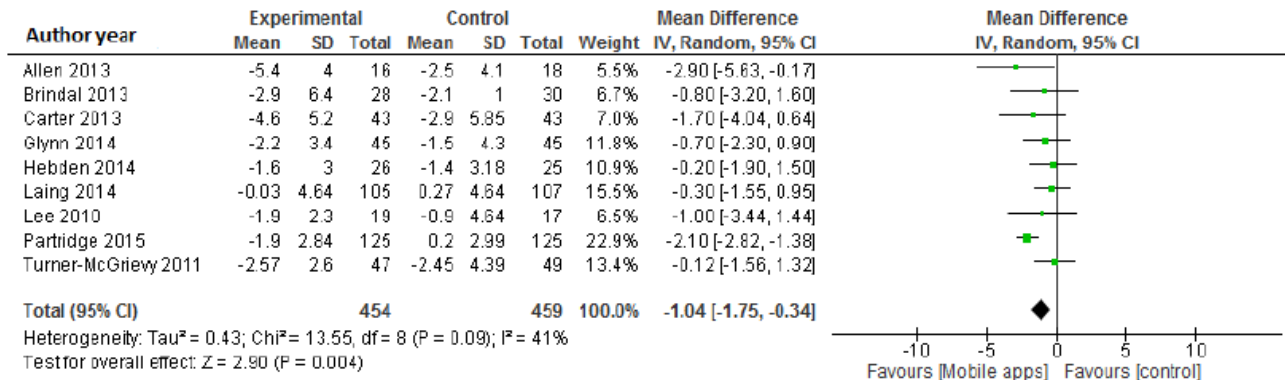 Experimental Control Mean Difference Mean Difference
Author year Mean SD Total Mean SD Total Weight IV, Random, 95% CI IV, Random, 95% CI
Allen 2013 -5.4 4 16 -2.5 4.1 18 5.5% -2.90 [-5.63, -0.17]
Brindal 2013 -2.9 6.4 28 -2.1 1 30 6.7% -0.80 [-3.20, 1.60]
Carter 2013 -4.6 5.2 43 -2.9 5.85 43 7.0% -1.70 [-4.04, 0.64]
Glynn 2014 -2.2 3.4 45 -1.5 4.3 45 11.8% -0.70 [-2.30, 0.90]
Hebden 2014 -1.6 3 26 -1.4 3.18 25 10.9% -0.20 [-1.90, 1.50]
Laing 2014 -0.03 4.64 105 0.27 4.64 107 15.5% -0.30 [-1.55, 0.95]
Lee 2010 -1.9 2.3 19 -0.9 4.64 17 6.5% -1.00 [-3.44, 1.44]
Partridge 2015 -1.9 2.84 125 0.2 2.99 125 22.9% -2.10 [-2.82, -1.38]
Turner-McGrievy 2011 -2.57 2.6 47 -2.45 4.39 49 13.4% -0.12 [-1.56, 1.32]
Total (95% CI) 454 459 100.0% -1.04 [-1.75, -0.34]
Heterogeneity: Tau² = 0.43; Chi² = 13.55, df = 8 (P = 0.09); I² = 41%
Test for overall effect: Z = 2.90 (P = 0.004)
-10 -5 0 5 10
Favours [Mobile apps] Favours [control]